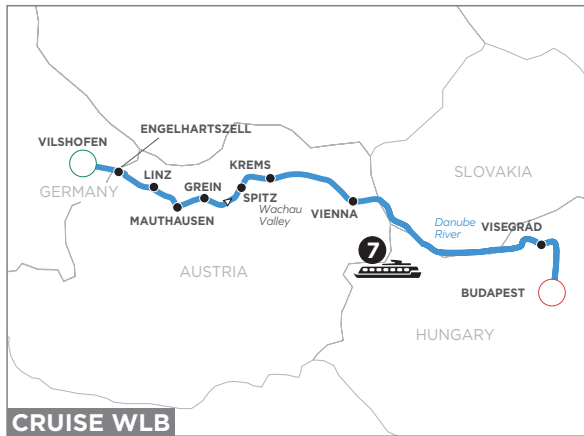 ENGELHARTSZELL
VILSHOFEN
KREMS
SLOVAKIA
LINZ
GREIN
GERMANY
SPITZ
MAUTHAUSEN
Wachau
Valley
VIENNA
Danube
River
VISEGRÁD
7
AUSTRIA
BUDAPEST
HUNGARY
CRUISE WLB